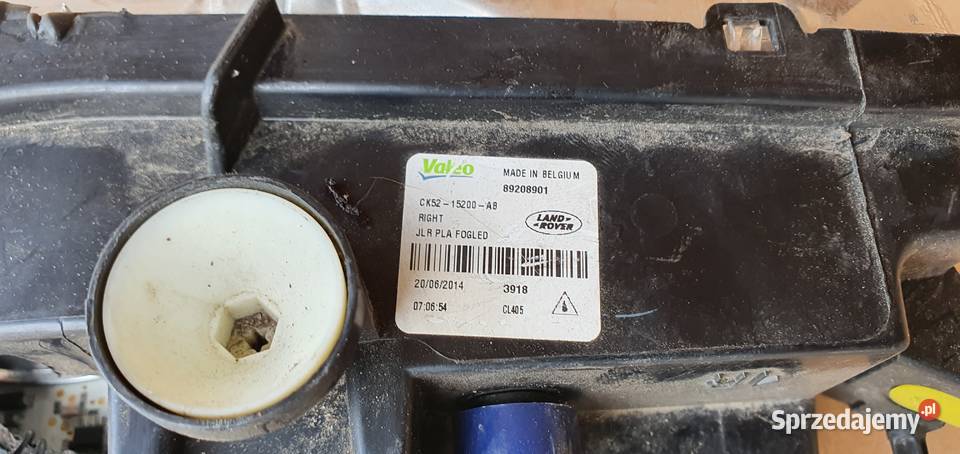 Valeo
MADE IN BELGIUM
89208901
CK52-15200-AB
RIGHT
LAND ROVER
JLR PLA FOGLED
20/06/2014
3918
07:06:54
CL405
Sprzedajemy.pl